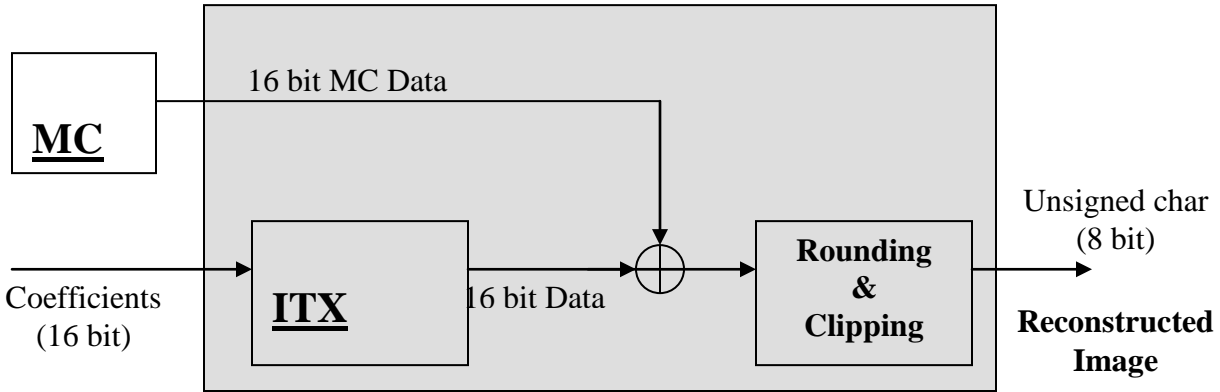 16 bit MC Data
MC
Unsigned char
(8 bit)
Rounding
&
Clipping
Coefficients
(16 bit)
ITX
16 bit Data
Reconstructed
Image